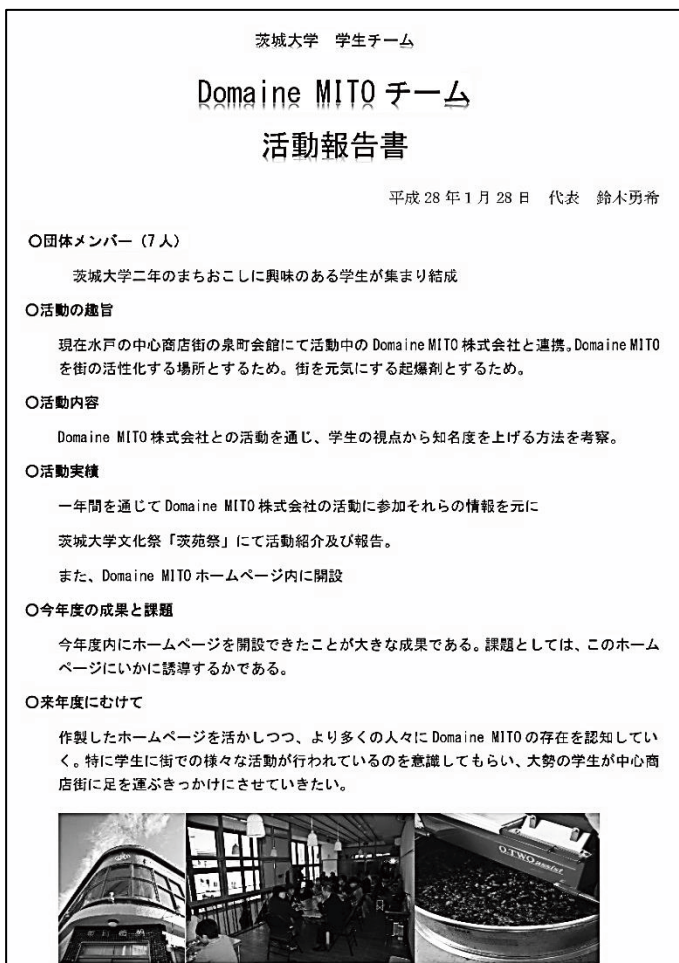 茨城大学 学生チーム
Domaine MITO チーム
活動報告書
平成 28 年 1 月 28 日 代表 鈴木勇希
○団体メンバー（7人）
茨城大学二年のまちおこしに興味のある学生が集まり結成
○活動の趣旨
現在水戸の中心商店街の泉町会館にて活動中の Domaine MITO 株式会社と連携。Domaine MITO
を街の活性化する場所とするため。街を元気にする起爆剤とするため。
○活動内容
Domaine MITO 株式会社との活動を通じ、学生の視点から知名度を上げる方法を考察。
○活動実績
一年間を通じて Domaine MITO 株式会社の活動に参加それらの情報を元に
茨城大学文化祭「茨苑祭」にて活動紹介及び報告。
また、Domaine MITO ホームページ内に開設
○今年度の成果と課題
今年度内にホームページを開設できたことが大きな成果である。課題としては、このホーム
ページにいかに誘導するかである。
○来年度にむけて
作製したホームページを活かしつつ、より多くの人々に Domaine MITO の存在を認知してい
く。特に学生に街での様々な活動が行われているのを意識してもらい、大勢の学生が中心商
店街に足を運ぶきっかけにさせていきたい。
O-TWO assist